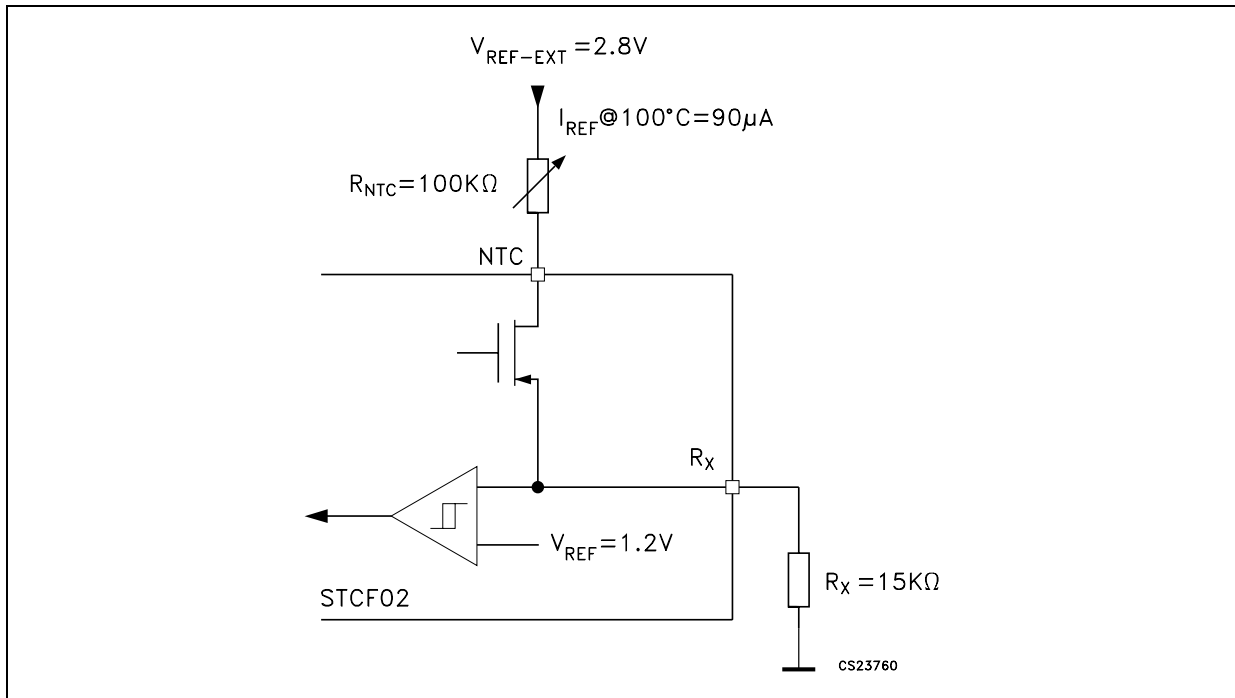 V_REF-EXT =2.8V
I_REF@100°C=90µA
R_NTC=100KΩ
NTC
R_X
V_REF=1.2V
R_X =15KΩ
STCF02
CS23760